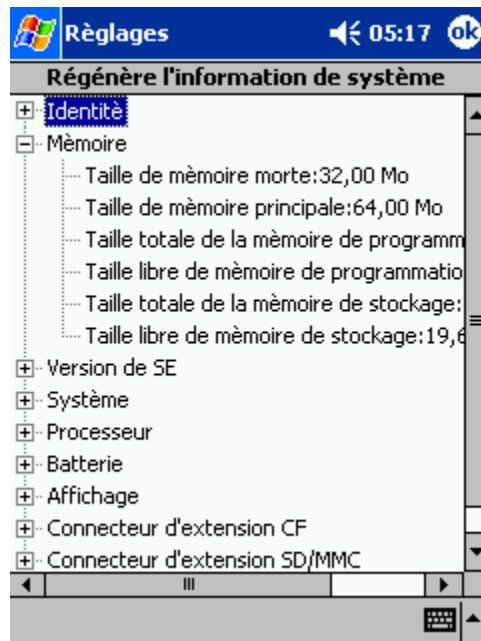 Règlages
05:17
ok
Régénère l'information de système
Identitè
Mèmoire
Taille de mèmoire morte:32,00 Mo
Taille de mèmoire principale:64,00 Mo
Taille totale de la mèmoire de programm
Taille libre de mèmoire de programmatio
Taille totale de la mèmoire de stockage:
Taille libre de mèmoire de stockage:19,6
Version de SE
Système
Processeur
Batterie
Affichage
Connecteur d'extension CF
Connecteur d'extension SD/MMC